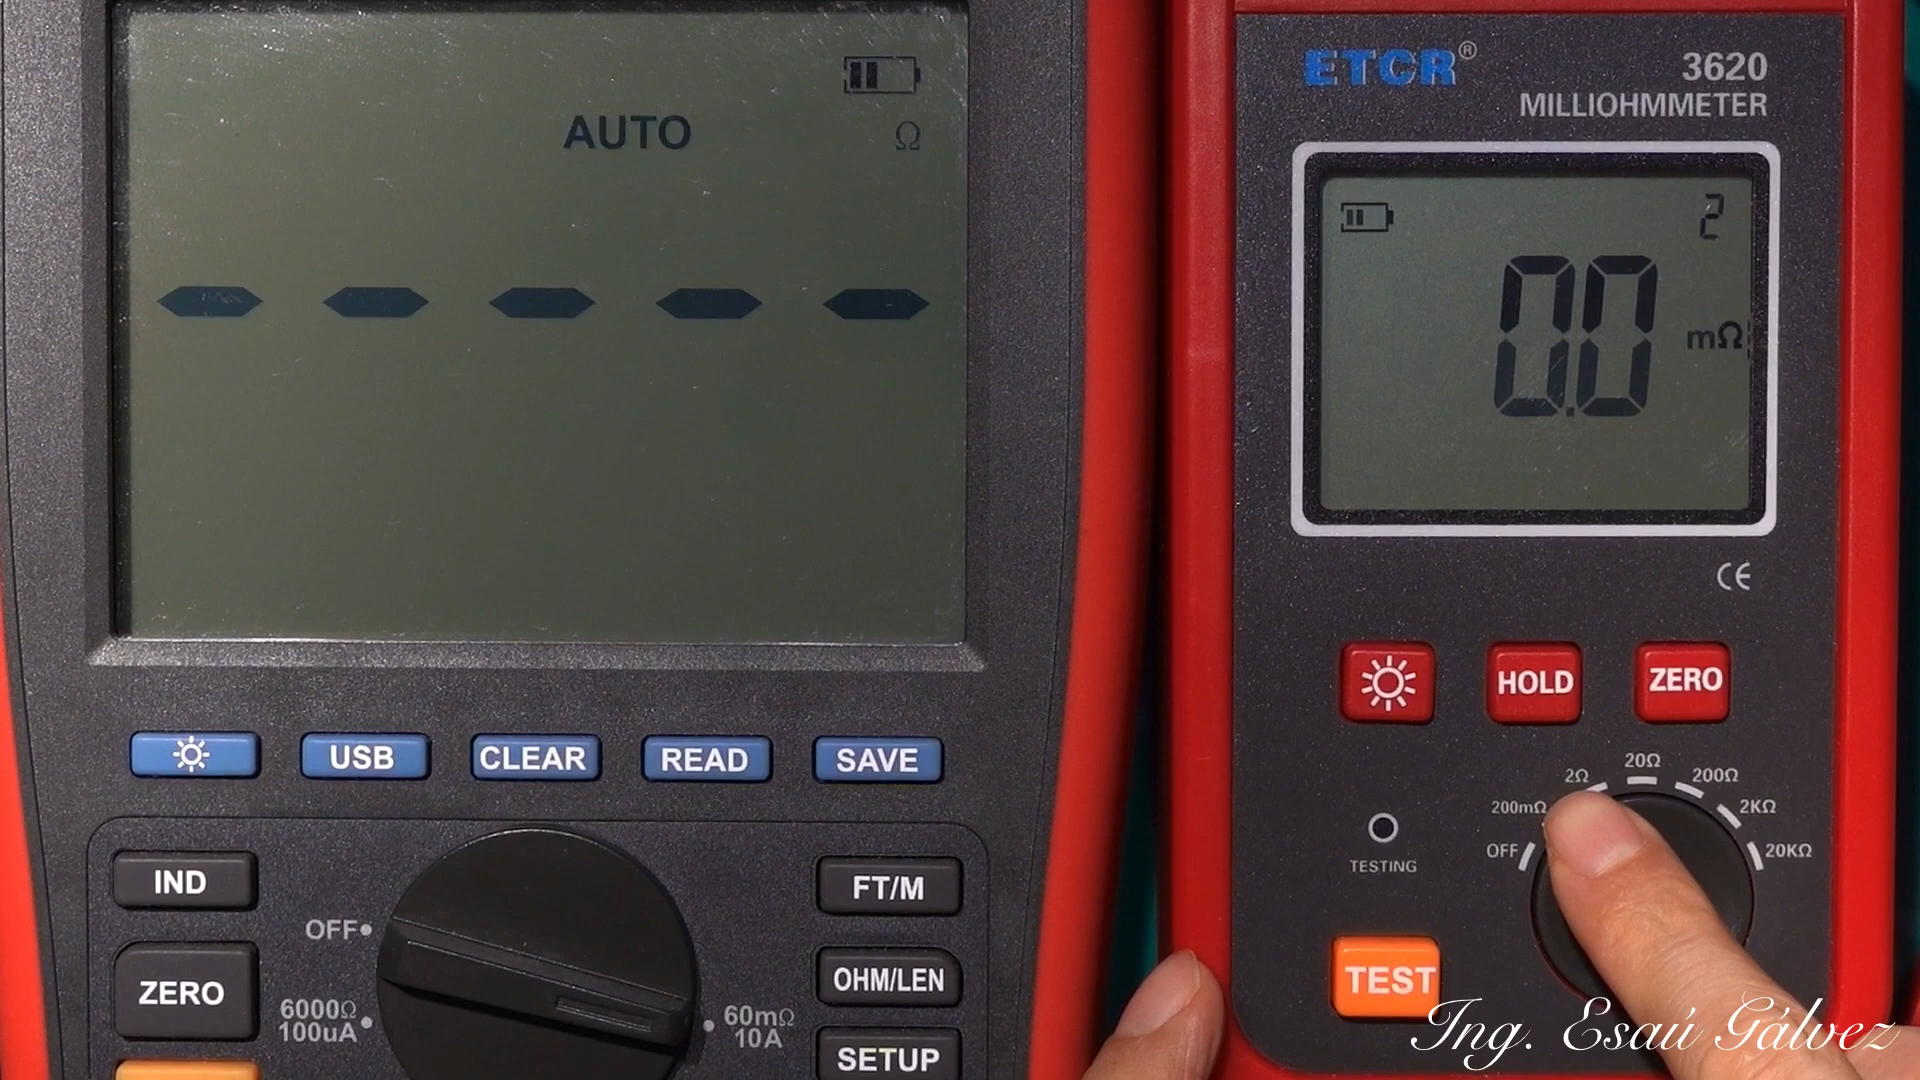 AUTO
Ω
USB
CLEAR
READ
SAVE
IND
ZERO
OFF
6000Ω
100uA
60mΩ
10A
FT/M
OHM/LEN
SETUP
ETCR®
3620
MILLIOHMMETER
2
0.0
mΩ
CE
HOLD
ZERO
OFF
200mΩ
2Ω
20Ω
200Ω
2KΩ
20KΩ
TESTING
TEST
Ing. Esaú Gálvez